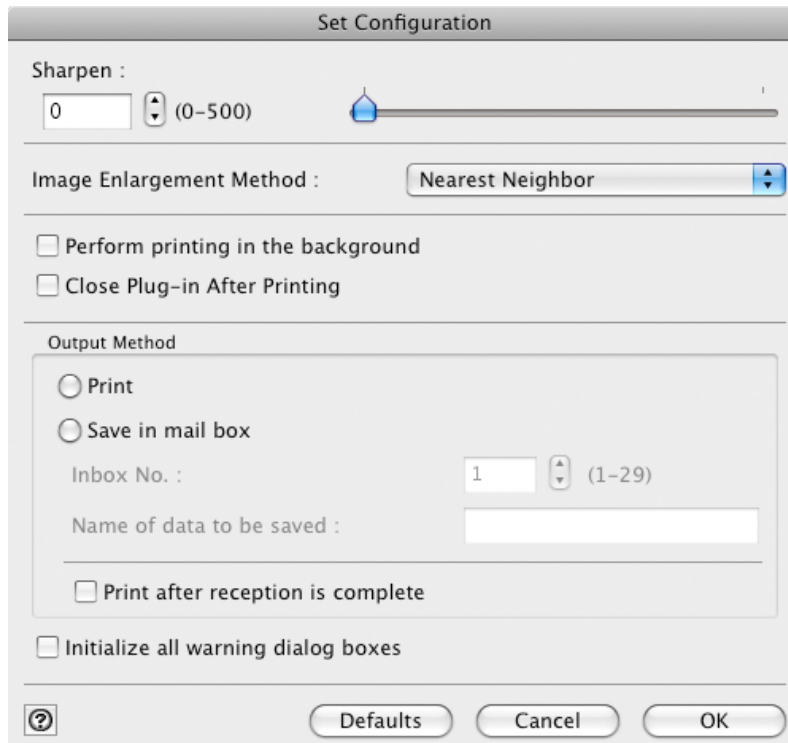 Set Configuration
Sharpen :
0 (0-500)
Image Enlargement Method : Nearest Neighbor
Perform printing in the background
Close Plug-in After Printing
Output Method
Print
Save in mail box
Inbox No. : 1 (1-29)
Name of data to be saved :
Print after reception is complete
Initialize all warning dialog boxes
? Defaults Cancel OK